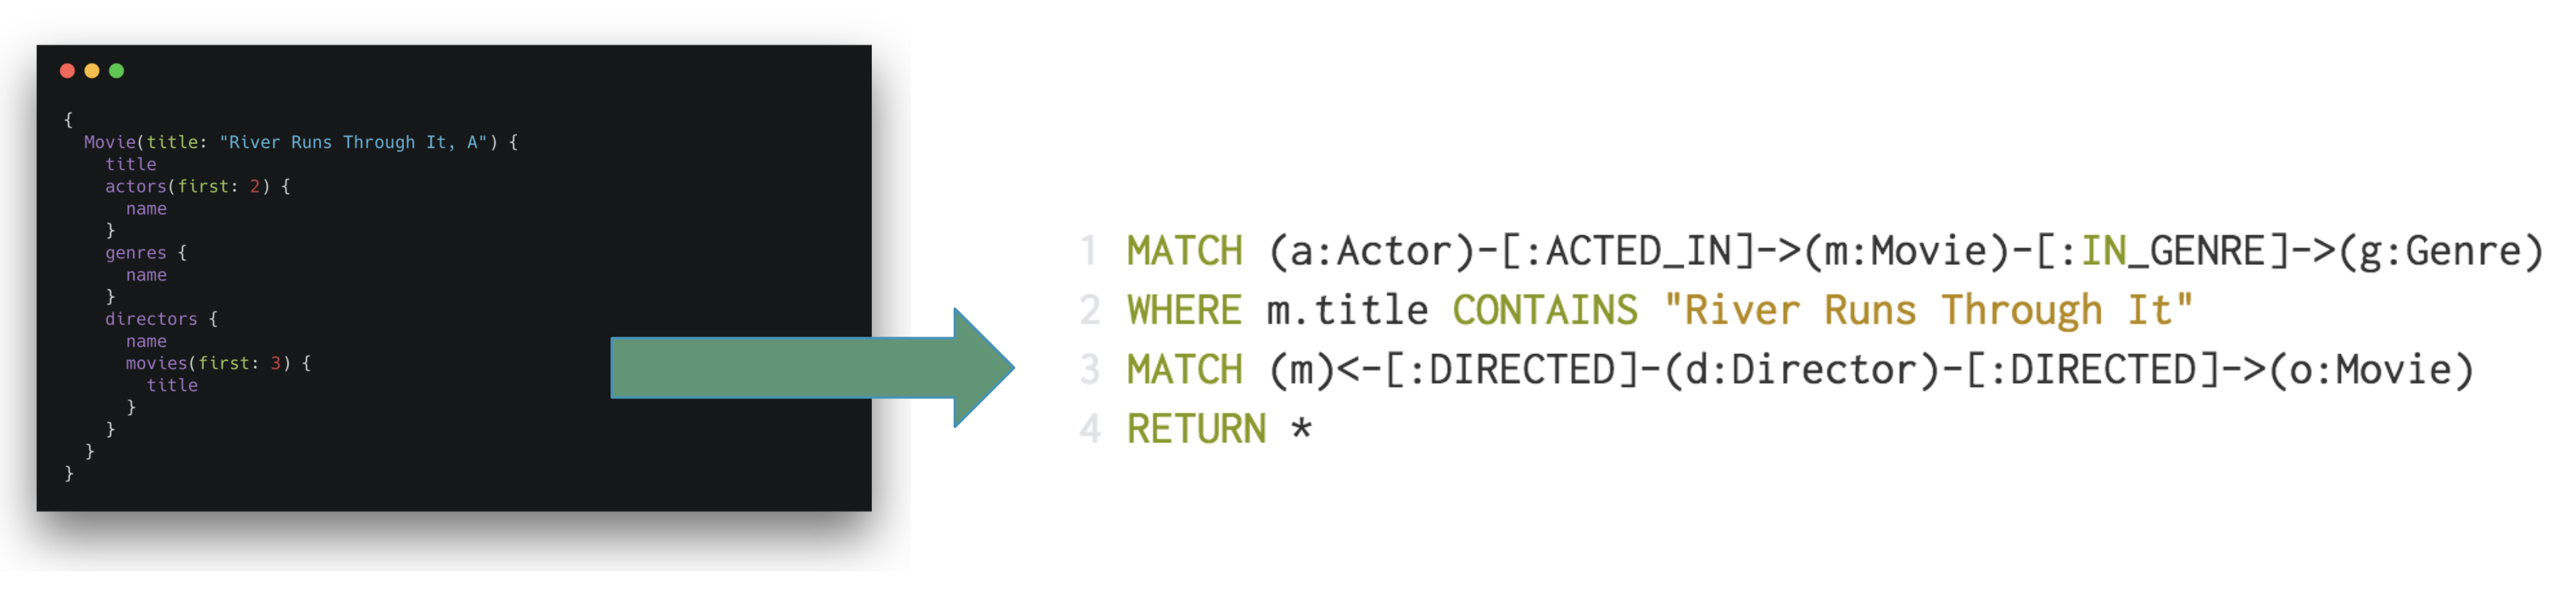 {
  Movie(title: "River Runs Through It, A") {
    title
    actors(first: 2) {
      name
    }
    genres {
      name
    }
    directors {
      name
      movies(first: 3) {
        title
      }
    }
  }
}
1 MATCH (a:Actor)-[:ACTED_IN]->(m:Movie)-[:IN_GENRE]->(g:Genre)
2 WHERE m.title CONTAINS "River Runs Through It"
3 MATCH (m)<-[:DIRECTED]-(d:Director)-[:DIRECTED]->(o:Movie)
4 RETURN *